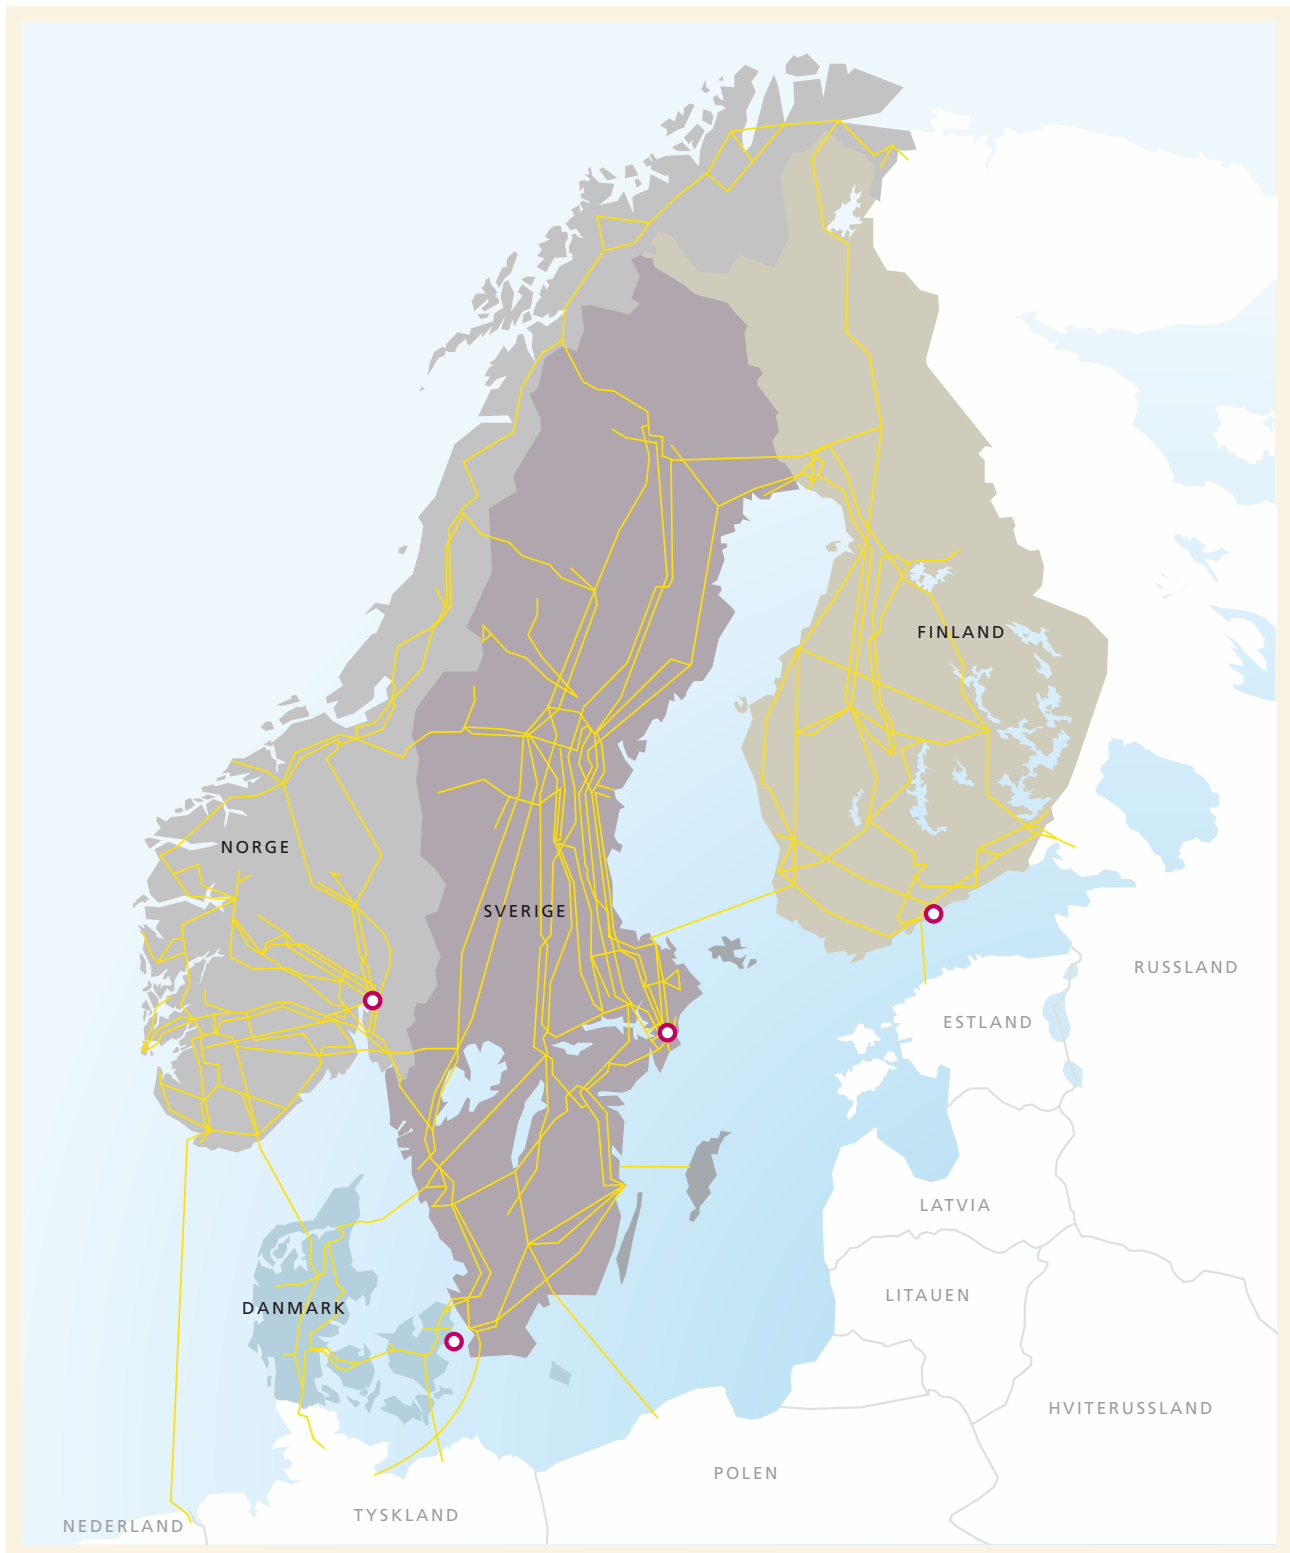 FINLAND
NORGE
SVERIGE
RUSSLAND
ESTLAND
LATVIA
LITAUEN
DANMARK
HVITERUSSLAND
POLEN
TYSKLAND
NEDERLAND